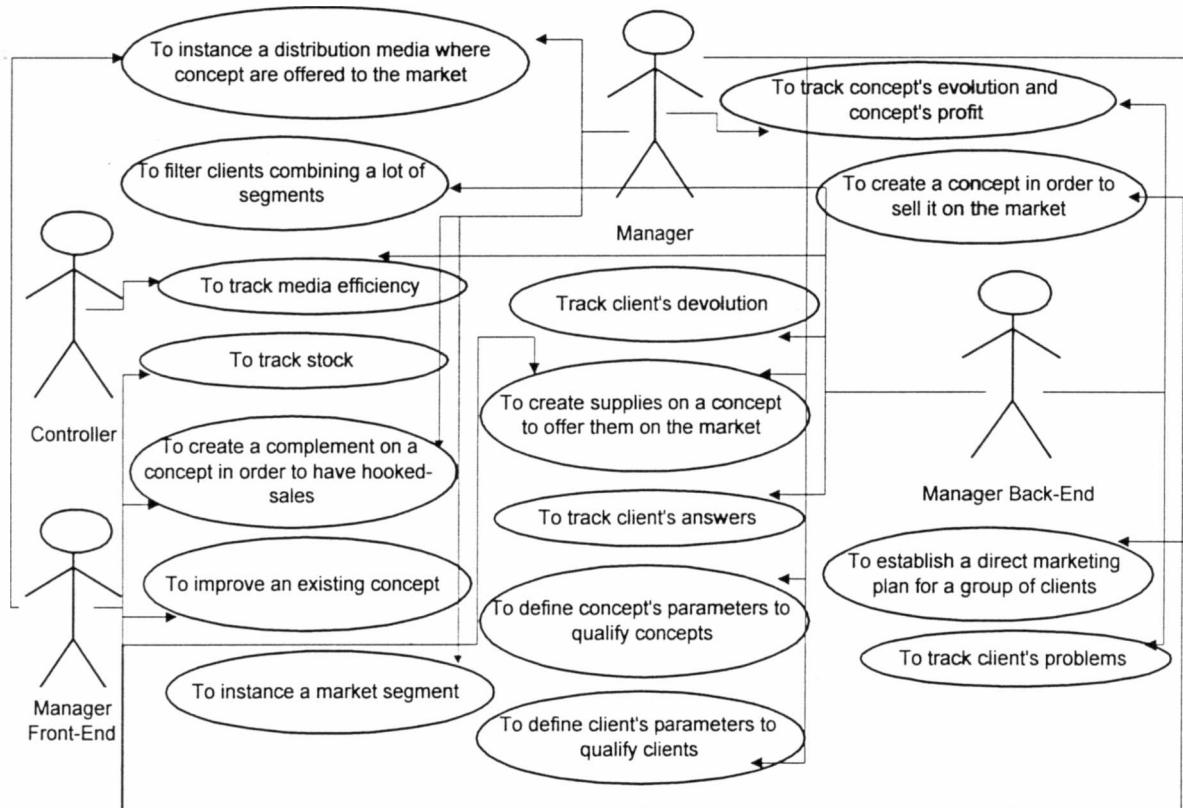 To instance a distribution media where
concept are offered to the market
To track concept's evolution and
concept's profit
To filter clients combining a lot of
segments
To create a concept in order to
sell it on the market
Manager
To track media efficiency
Track client's devolution
To track stock
To create supplies on a concept
to offer them on the market
Controller
To create a complement on a
concept in order to have hooked-
sales
Manager Back-End
To track client's answers
To establish a direct marketing
plan for a group of clients
To improve an existing concept
To define concept's parameters to
qualify concepts
To track client's problems
To instance a market segment
Manager
Front-End
To define client's parameters to
qualify clients